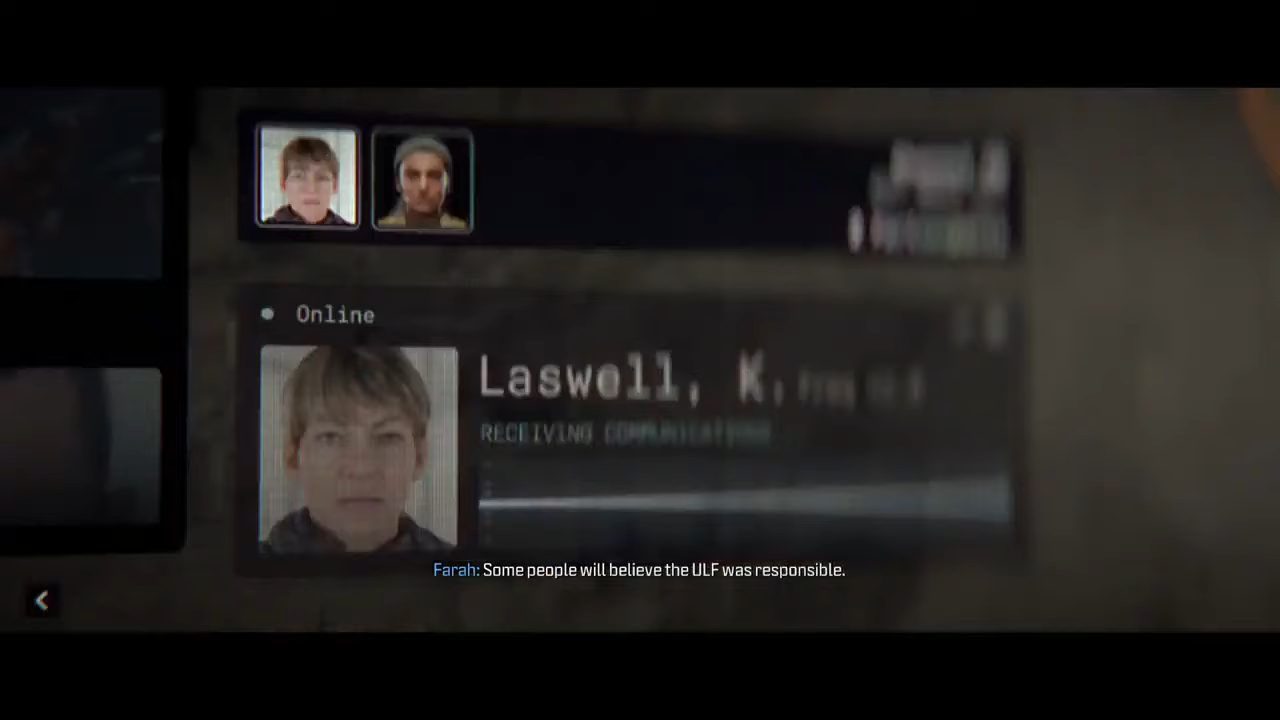 Online
Laswell, K.
RECEIVING COMMUNICATIONS
Farah: Some people will believe the ULF was responsible.